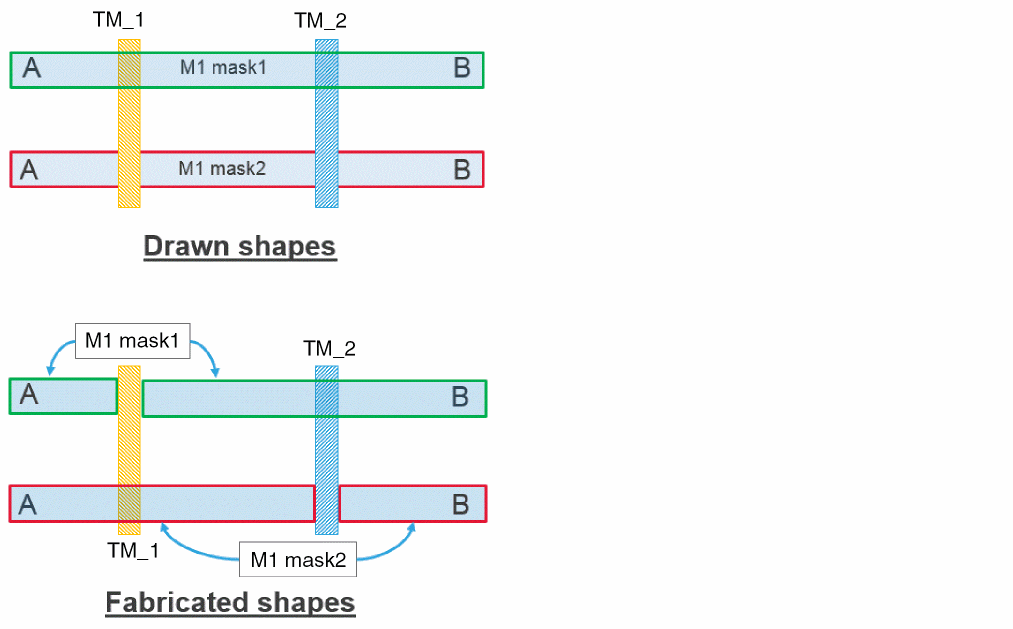 TM_1 TM_2
A M1 mask1 B
A M1 mask2 B
Drawn shapes
M1 mask1
TM_2
A B
A B
TM_1
M1 mask2
Fabricated shapes